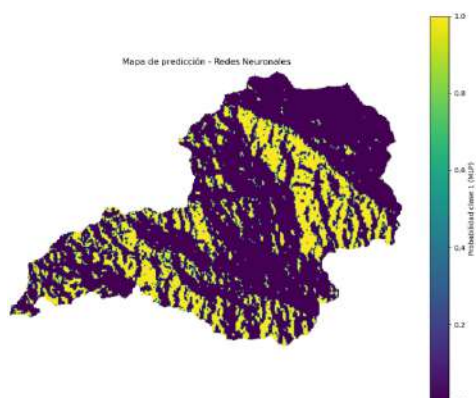 Mapa de predicción - Redes Neuronales
1.0
0.8
0.6
0.4
0.2
Probabilidad clase 1 (MLP)